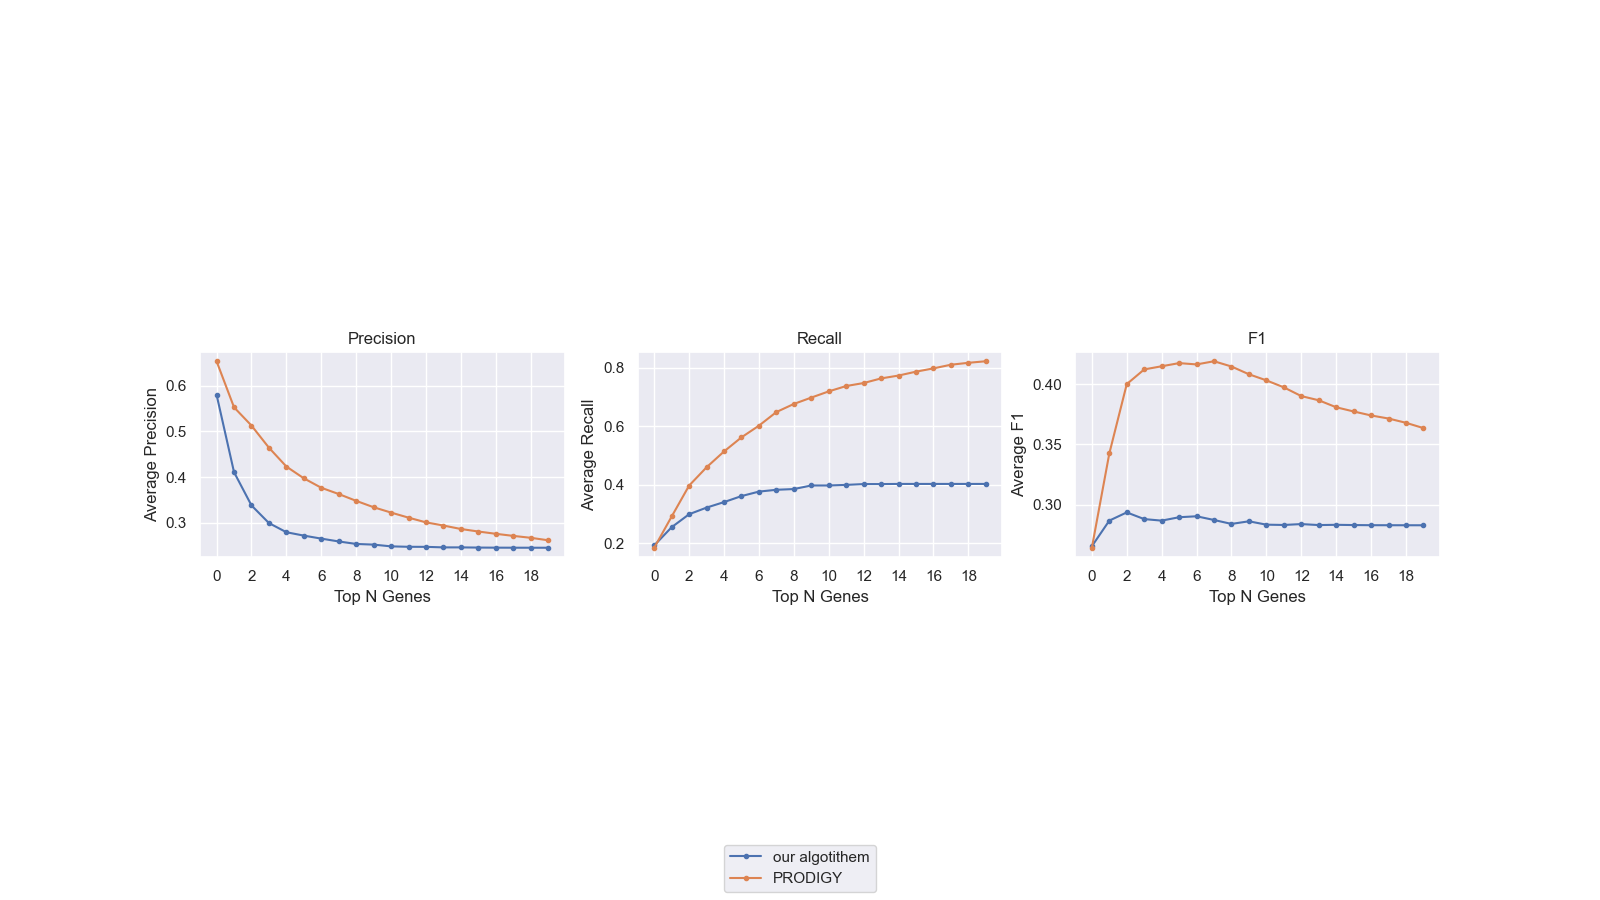 Precision
Average Precision
0.6
0.5
0.4
0.3
0 2 4 6 8 10 12 14 16 18
Top N Genes
Recall
Average Recall
0.8
0.6
0.4
0.2
0 2 4 6 8 10 12 14 16 18
Top N Genes
F1
Average F1
0.40
0.35
0.30
0 2 4 6 8 10 12 14 16 18
Top N Genes
our algotithem
PRODIGY